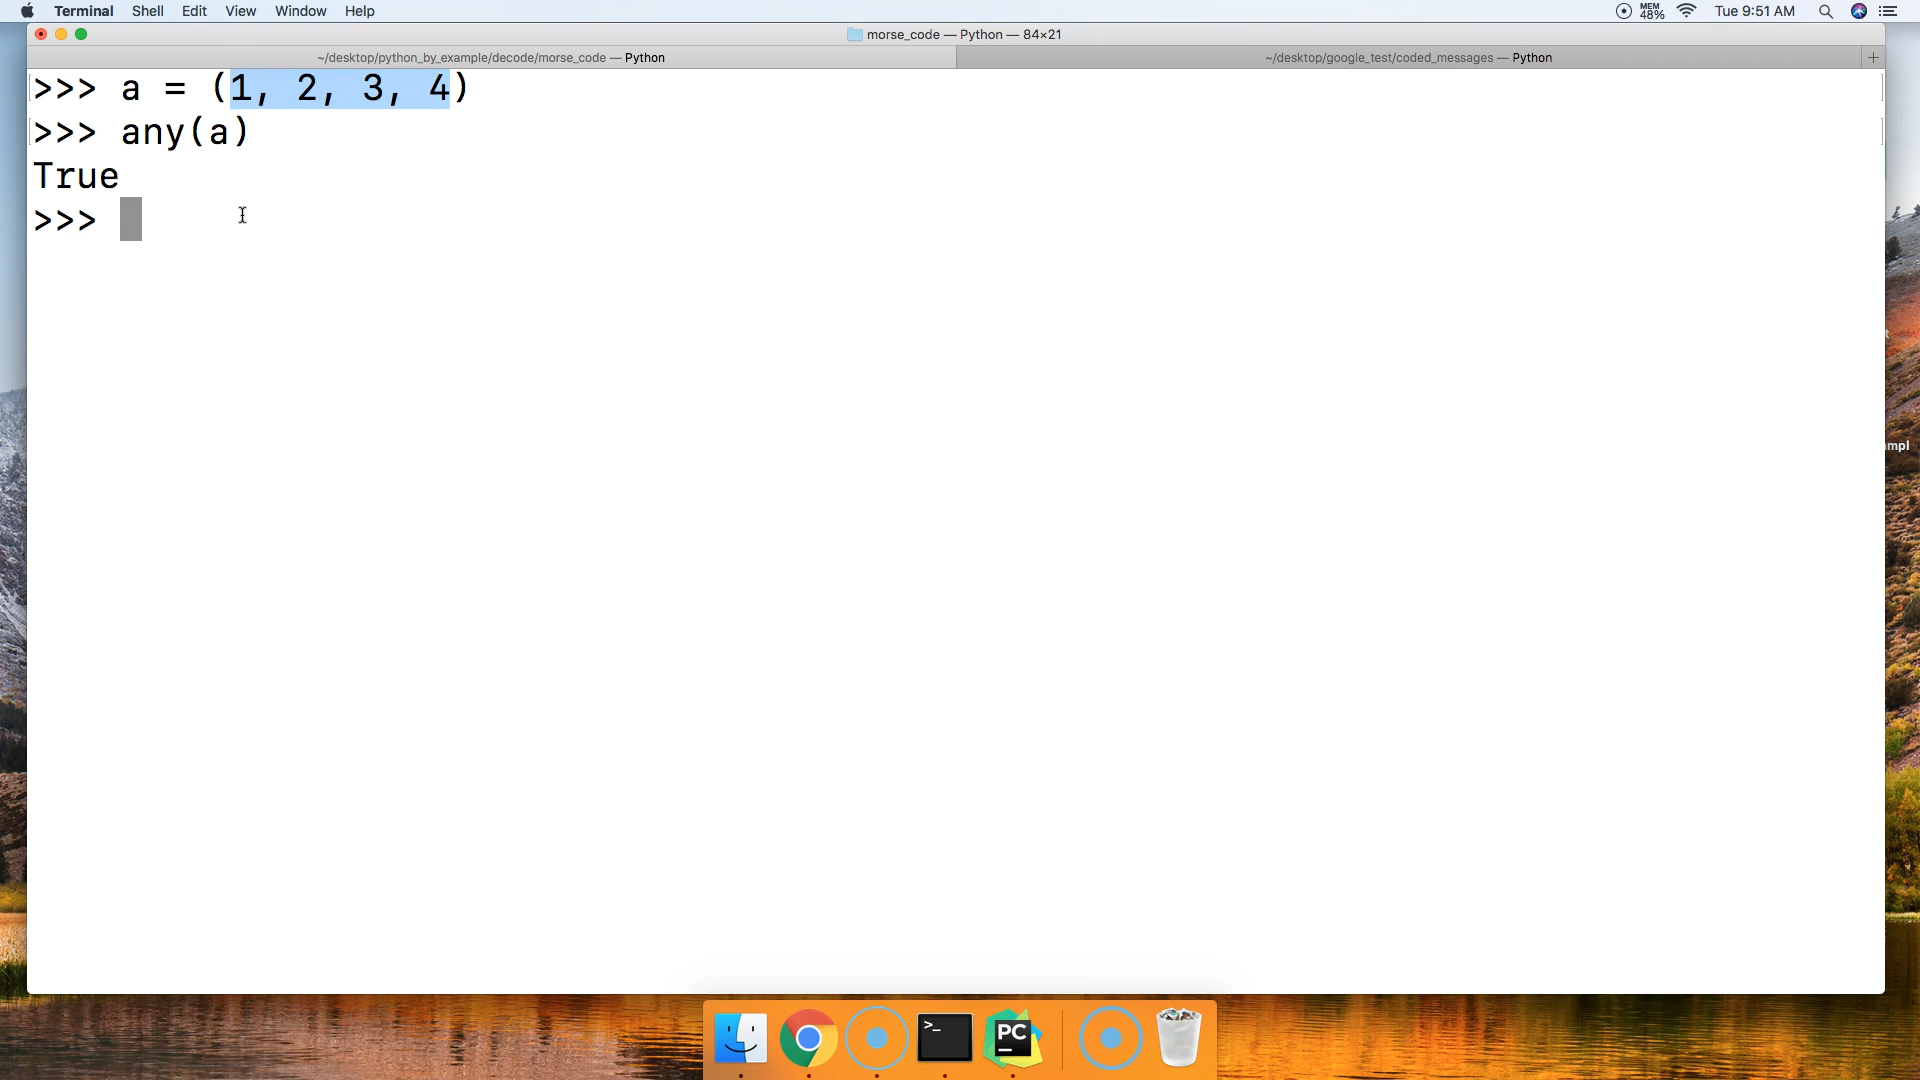 Terminal Shell Edit View Window Help MEM 48% Tue 9:51 AM
morse_code — Python — 84×21
~/desktop/python_by_example/decode/morse_code — Python ~/desktop/google_test/coded_messages — Python +
>>> a = (1, 2, 3, 4)
>>> any(a)
True
>>>
mpl
>_
PC